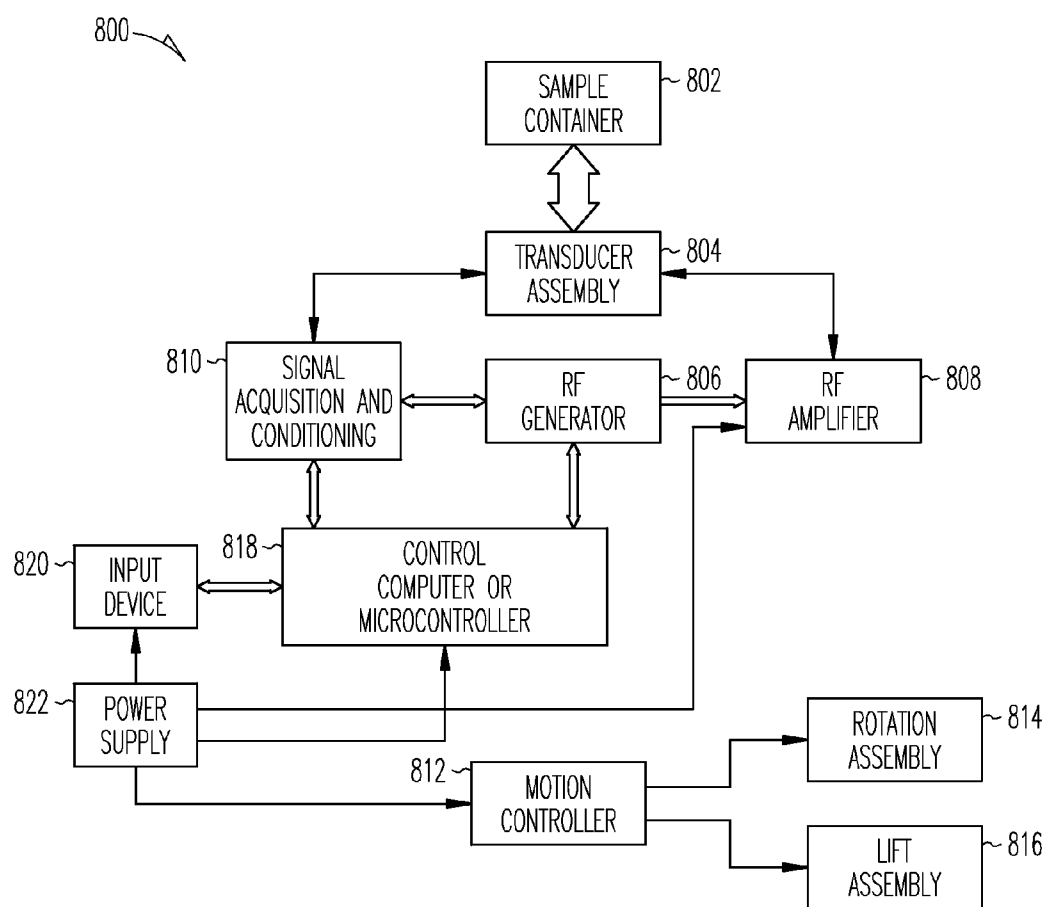 800
SAMPLE
CONTAINER
802
TRANSDUCER
ASSEMBLY
804
810
SIGNAL
ACQUISITION AND
CONDITIONING
RF
GENERATOR
806
RF
AMPLIFIER
808
818
CONTROL
COMPUTER OR
MICROCONTROLLER
820
INPUT
DEVICE
822
POWER
SUPPLY
812
MOTION
CONTROLLER
ROTATION
ASSEMBLY
814
LIFT
ASSEMBLY
816